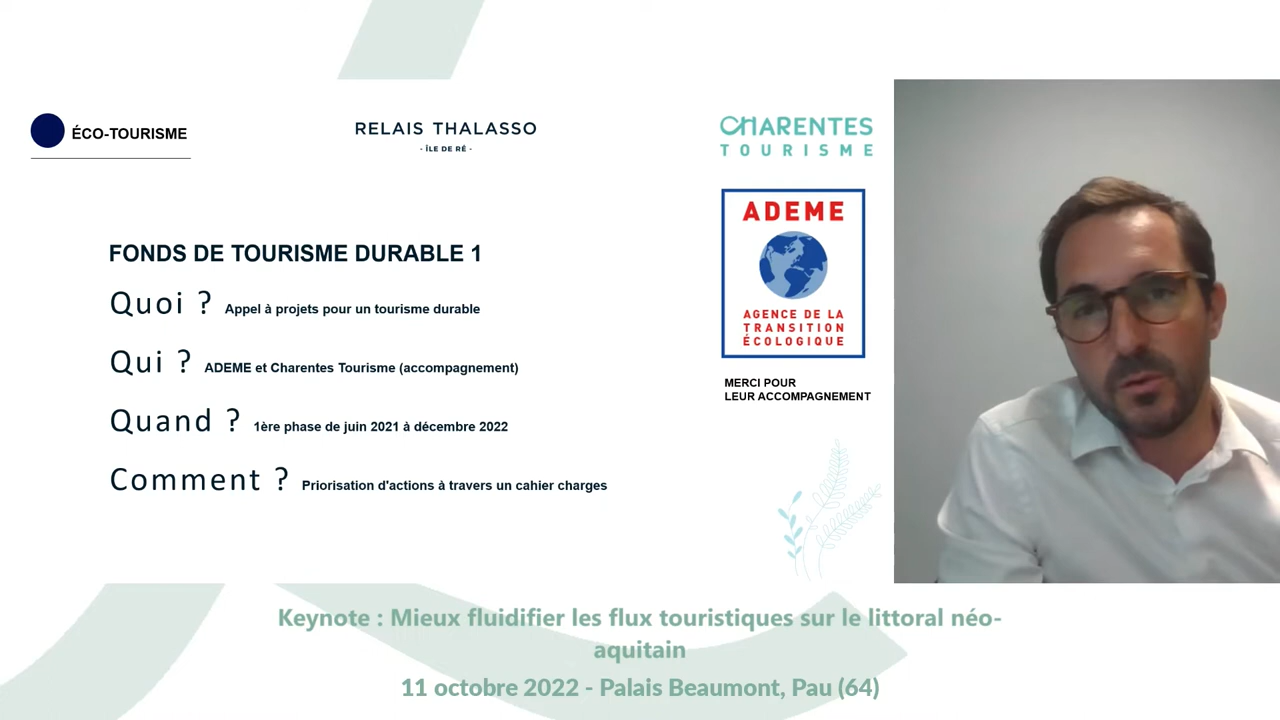 ÉCO-TOURISME
RELAIS THALASSO
- ÎLE DE RÉ -
CHARENTES
TOURISME
ADEME
AGENCE DE LA
TRANSITION
ÉCOLOGIQUE
MERCI POUR
LEUR ACCOMPAGNEMENT
FONDS DE TOURISME DURABLE 1
Quoi ? Appel à projets pour un tourisme durable
Qui ? ADEME et Charentes Tourisme (accompagnement)
Quand ? 1ère phase de juin 2021 à décembre 2022
Comment ? Priorisation d'actions à travers un cahier charges
Keynote : Mieux fluidifier les flux touristiques sur le littoral néo-
aquitain
11 octobre 2022 - Palais Beaumont, Pau (64)